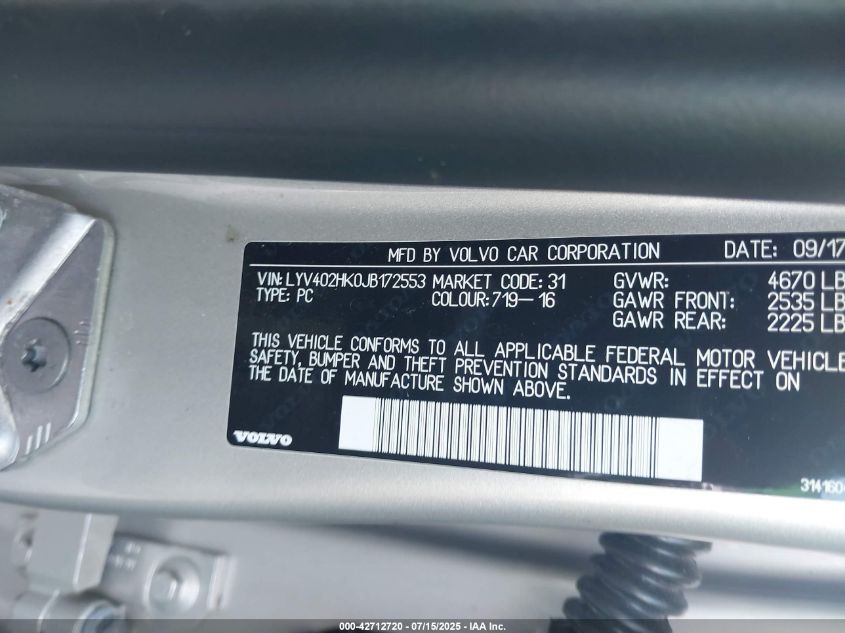 MFD BY VOLVO CAR CORPORATION DATE: 09/17
VIN: LYV402HK0JB172553 MARKET CODE: 31 GVWR: 4670 LB
TYPE: PC COLOUR: 719-16 GAWR FRONT: 2535 LB
GAWR REAR: 2225 LB
THIS VEHICLE CONFORMS TO ALL APPLICABLE FEDERAL MOTOR VEHICLE
SAFETY, BUMPER AND THEFT PREVENTION STANDARDS IN EFFECT ON
THE DATE OF MANUFACTURE SHOWN ABOVE.
VOLVO
314160
000-42712720 - 07/15/2025 - IAA Inc.